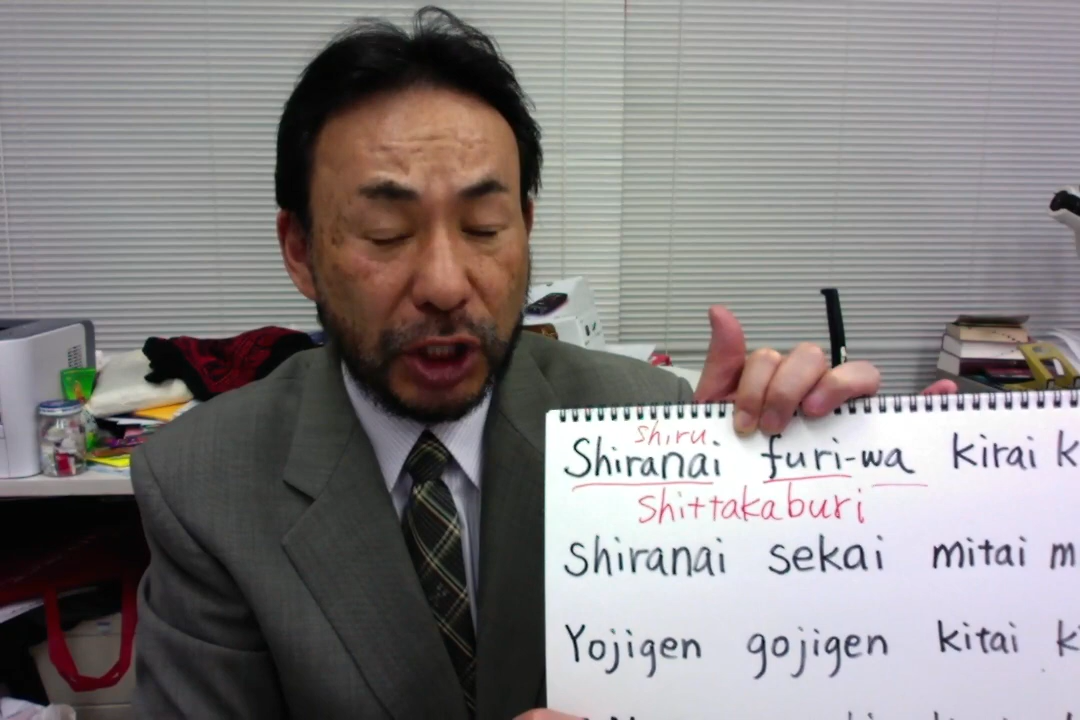 shiru
Shiranai furi-wa kirai k
shittakaburi
shiranai sekai mitai m
Yojigen gojigen kitai k